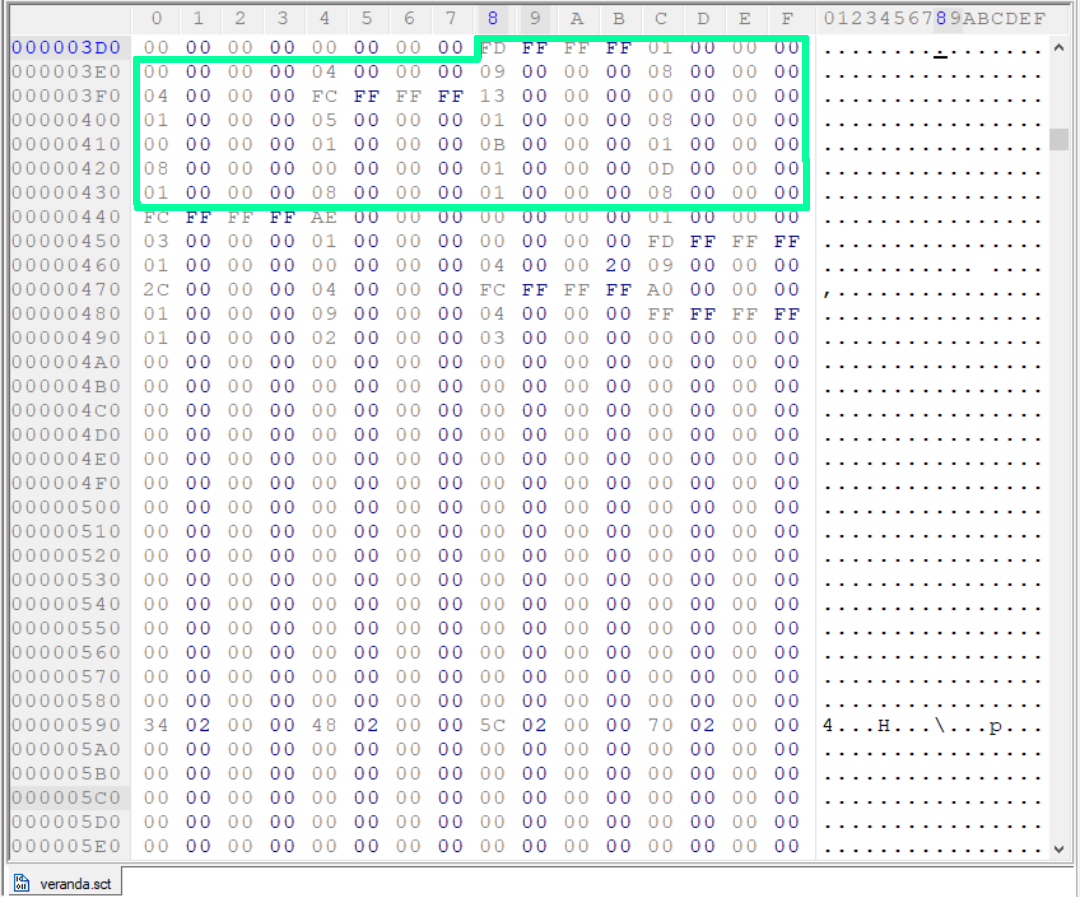 0 1 2 3 4 5 6 7 8 9 A B C D E F 0123456789ABCDEF
000003D0 00 00 00 00 00 00 00 00 FD FF FF FF 01 00 00 00 ................
000003E0 00 00 00 00 04 00 00 00 09 00 00 00 08 00 00 00 ................
000003F0 04 00 00 00 FC FF FF FF 13 00 00 00 00 00 00 00 ................
00000400 01 00 00 00 05 00 00 00 01 00 00 00 08 00 00 00 ................
00000410 00 00 00 00 01 00 00 00 0B 00 00 00 01 00 00 00 ................
00000420 08 00 00 00 00 00 00 00 01 00 00 00 0D 00 00 00 ................
00000430 01 00 00 00 08 00 00 00 01 00 00 00 08 00 00 00 ................
00000440 FC FF FF FF AE 00 00 00 00 00 00 00 01 00 00 00 ................
00000450 03 00 00 00 01 00 00 00 00 00 00 00 FD FF FF FF ................
00000460 01 00 00 00 00 00 00 00 04 00 00 20 09 00 00 00 ........... ....
00000470 2C 00 00 00 04 00 00 00 FC FF FF FF A0 00 00 00 ,...............
00000480 01 00 00 00 09 00 00 00 04 00 00 00 FF FF FF FF ................
00000490 01 00 00 00 02 00 00 00 03 00 00 00 00 00 00 00 ................
000004A0 00 00 00 00 00 00 00 00 00 00 00 00 00 00 00 00 ................
000004B0 00 00 00 00 00 00 00 00 00 00 00 00 00 00 00 00 ................
000004C0 00 00 00 00 00 00 00 00 00 00 00 00 00 00 00 00 ................
000004D0 00 00 00 00 00 00 00 00 00 00 00 00 00 00 00 00 ................
000004E0 00 00 00 00 00 00 00 00 00 00 00 00 00 00 00 00 ................
000004F0 00 00 00 00 00 00 00 00 00 00 00 00 00 00 00 00 ................
00000500 00 00 00 00 00 00 00 00 00 00 00 00 00 00 00 00 ................
00000510 00 00 00 00 00 00 00 00 00 00 00 00 00 00 00 00 ................
00000520 00 00 00 00 00 00 00 00 00 00 00 00 00 00 00 00 ................
00000530 00 00 00 00 00 00 00 00 00 00 00 00 00 00 00 00 ................
00000540 00 00 00 00 00 00 00 00 00 00 00 00 00 00 00 00 ................
00000550 00 00 00 00 00 00 00 00 00 00 00 00 00 00 00 00 ................
00000560 00 00 00 00 00 00 00 00 00 00 00 00 00 00 00 00 ................
00000570 00 00 00 00 00 00 00 00 00 00 00 00 00 00 00 00 ................
00000580 00 00 00 00 00 00 00 00 00 00 00 00 00 00 00 00 ................
00000590 34 02 00 00 48 02 00 00 5C 02 00 00 70 02 00 00 4...H...\...p...
000005A0 00 00 00 00 00 00 00 00 00 00 00 00 00 00 00 00 ................
000005B0 00 00 00 00 00 00 00 00 00 00 00 00 00 00 00 00 ................
000005C0 00 00 00 00 00 00 00 00 00 00 00 00 00 00 00 00 ................
000005D0 00 00 00 00 00 00 00 00 00 00 00 00 00 00 00 00 ................
000005E0 00 00 00 00 00 00 00 00 00 00 00 00 00 00 00 00 ................
veranda.sct